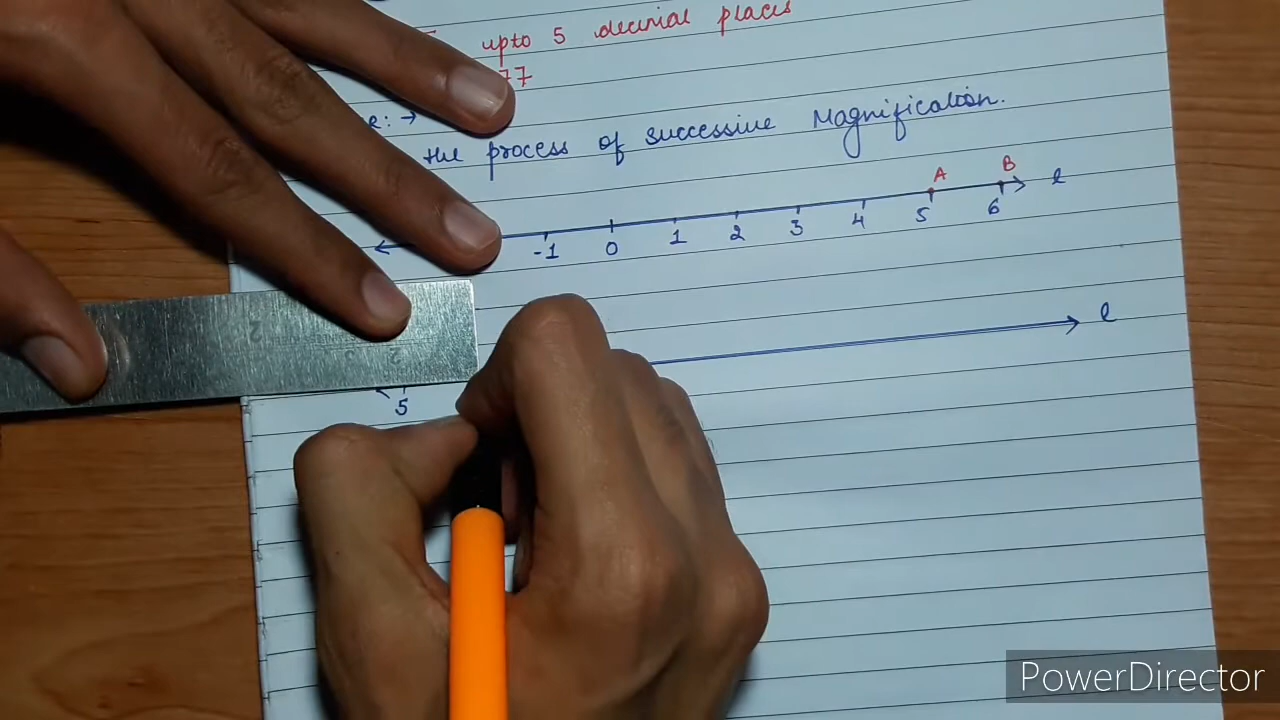 upto 5 decimal places
77
e: →
the process of successive Magnification.
A B
l
-1 0 1 2 3 4 5 6
l
5
PowerDirector